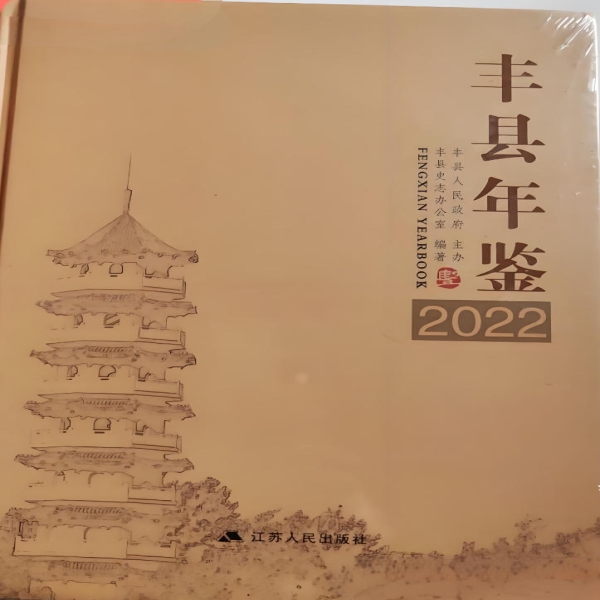 丰县年鉴
丰县人民政府 主办
丰县史志办公室 编著
FENGXIAN YEARBOOK
2022
江苏人民出版社